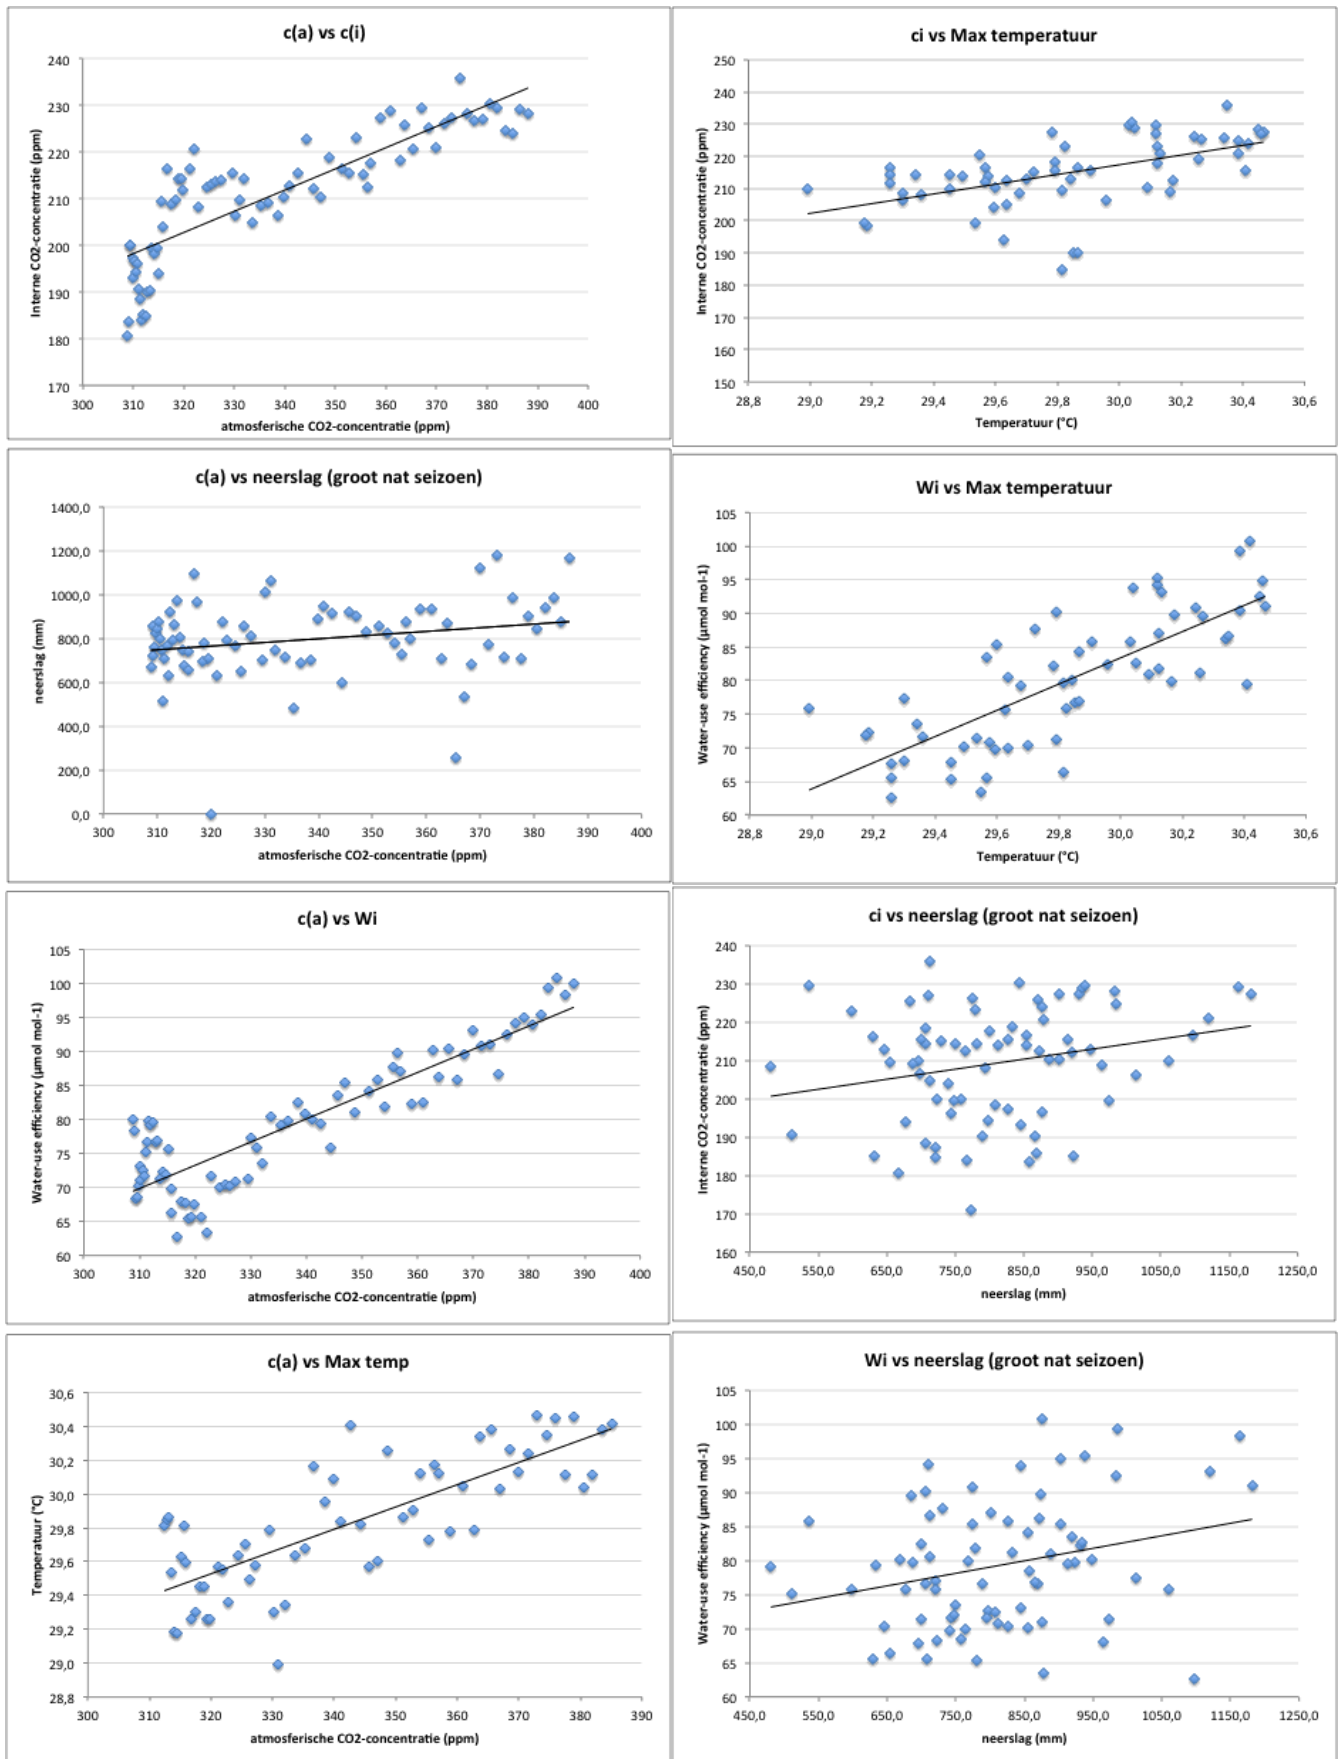 c(a) vs c(i)
Interne CO2-concentratie (ppm)
240
230
220
210
200
190
180
170
300 310 320 330 340 350 360 370 380 390 400
atmosferische CO2-concentratie (ppm)
ci vs Max temperatuur
Interne CO2-concentratie (ppm)
250
240
230
220
210
200
190
180
170
160
150
28,8 29,0 29,2 29,4 29,6 29,8 30,0 30,2 30,4 30,6
Temperatuur (°C)
c(a) vs neerslag (groot nat seizoen)
neerslag (mm)
1400,0
1200,0
1000,0
800,0
600,0
400,0
200,0
0,0
300 310 320 330 340 350 360 370 380 390 400
atmosferische CO2-concentratie (ppm)
Wi vs Max temperatuur
Water-use efficiency (µmol mol-1)
105
100
95
90
85
80
75
70
65
60
28,8 29,0 29,2 29,4 29,6 29,8 30,0 30,2 30,4 30,6
Temperatuur (°C)
c(a) vs Wi
Water-use efficiency (µmol mol-1)
105
100
95
90
85
80
75
70
65
60
300 310 320 330 340 350 360 370 380 390 400
atmosferische CO2-concentratie (ppm)
ci vs neerslag (groot nat seizoen)
Interne CO2-concentratie (ppm)
240
230
220
210
200
190
180
170
160
450,0 550,0 650,0 750,0 850,0 950,0 1050,0 1150,0 1250,0
neerslag (mm)
c(a) vs Max temp
Temperatuur (°C)
30,6
30,4
30,2
30,0
29,8
29,6
29,4
29,2
29,0
28,8
300 310 320 330 340 350 360 370 380 390
atmosferische CO2-concentratie (ppm)
Wi vs neerslag (groot nat seizoen)
Water-use efficiency (µmol mol-1)
105
100
95
90
85
80
75
70
65
60
450,0 550,0 650,0 750,0 850,0 950,0 1050,0 1150,0 1250,0
neerslag (mm)